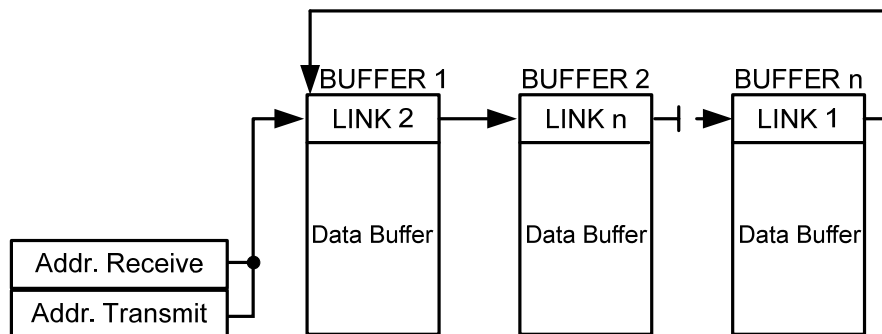 BUFFER 1 BUFFER 2 BUFFER n
LINK 2 LINK n LINK 1
Data Buffer Data Buffer Data Buffer
Addr. Receive
Addr. Transmit